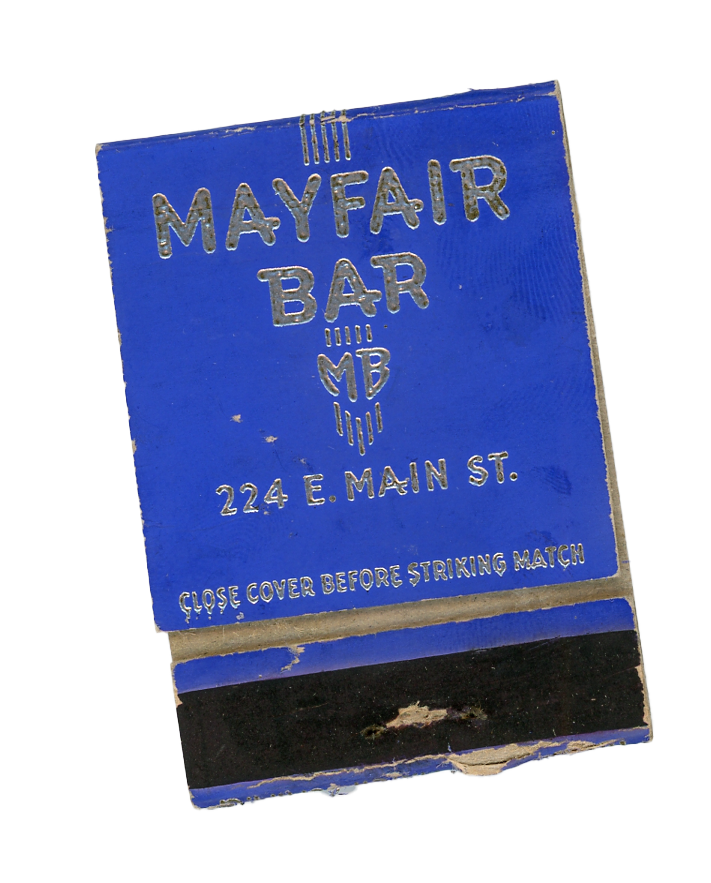 MAYFAIR
BAR
MB
224 E. MAIN ST.
CLOSE COVER BEFORE STRIKING MATCH